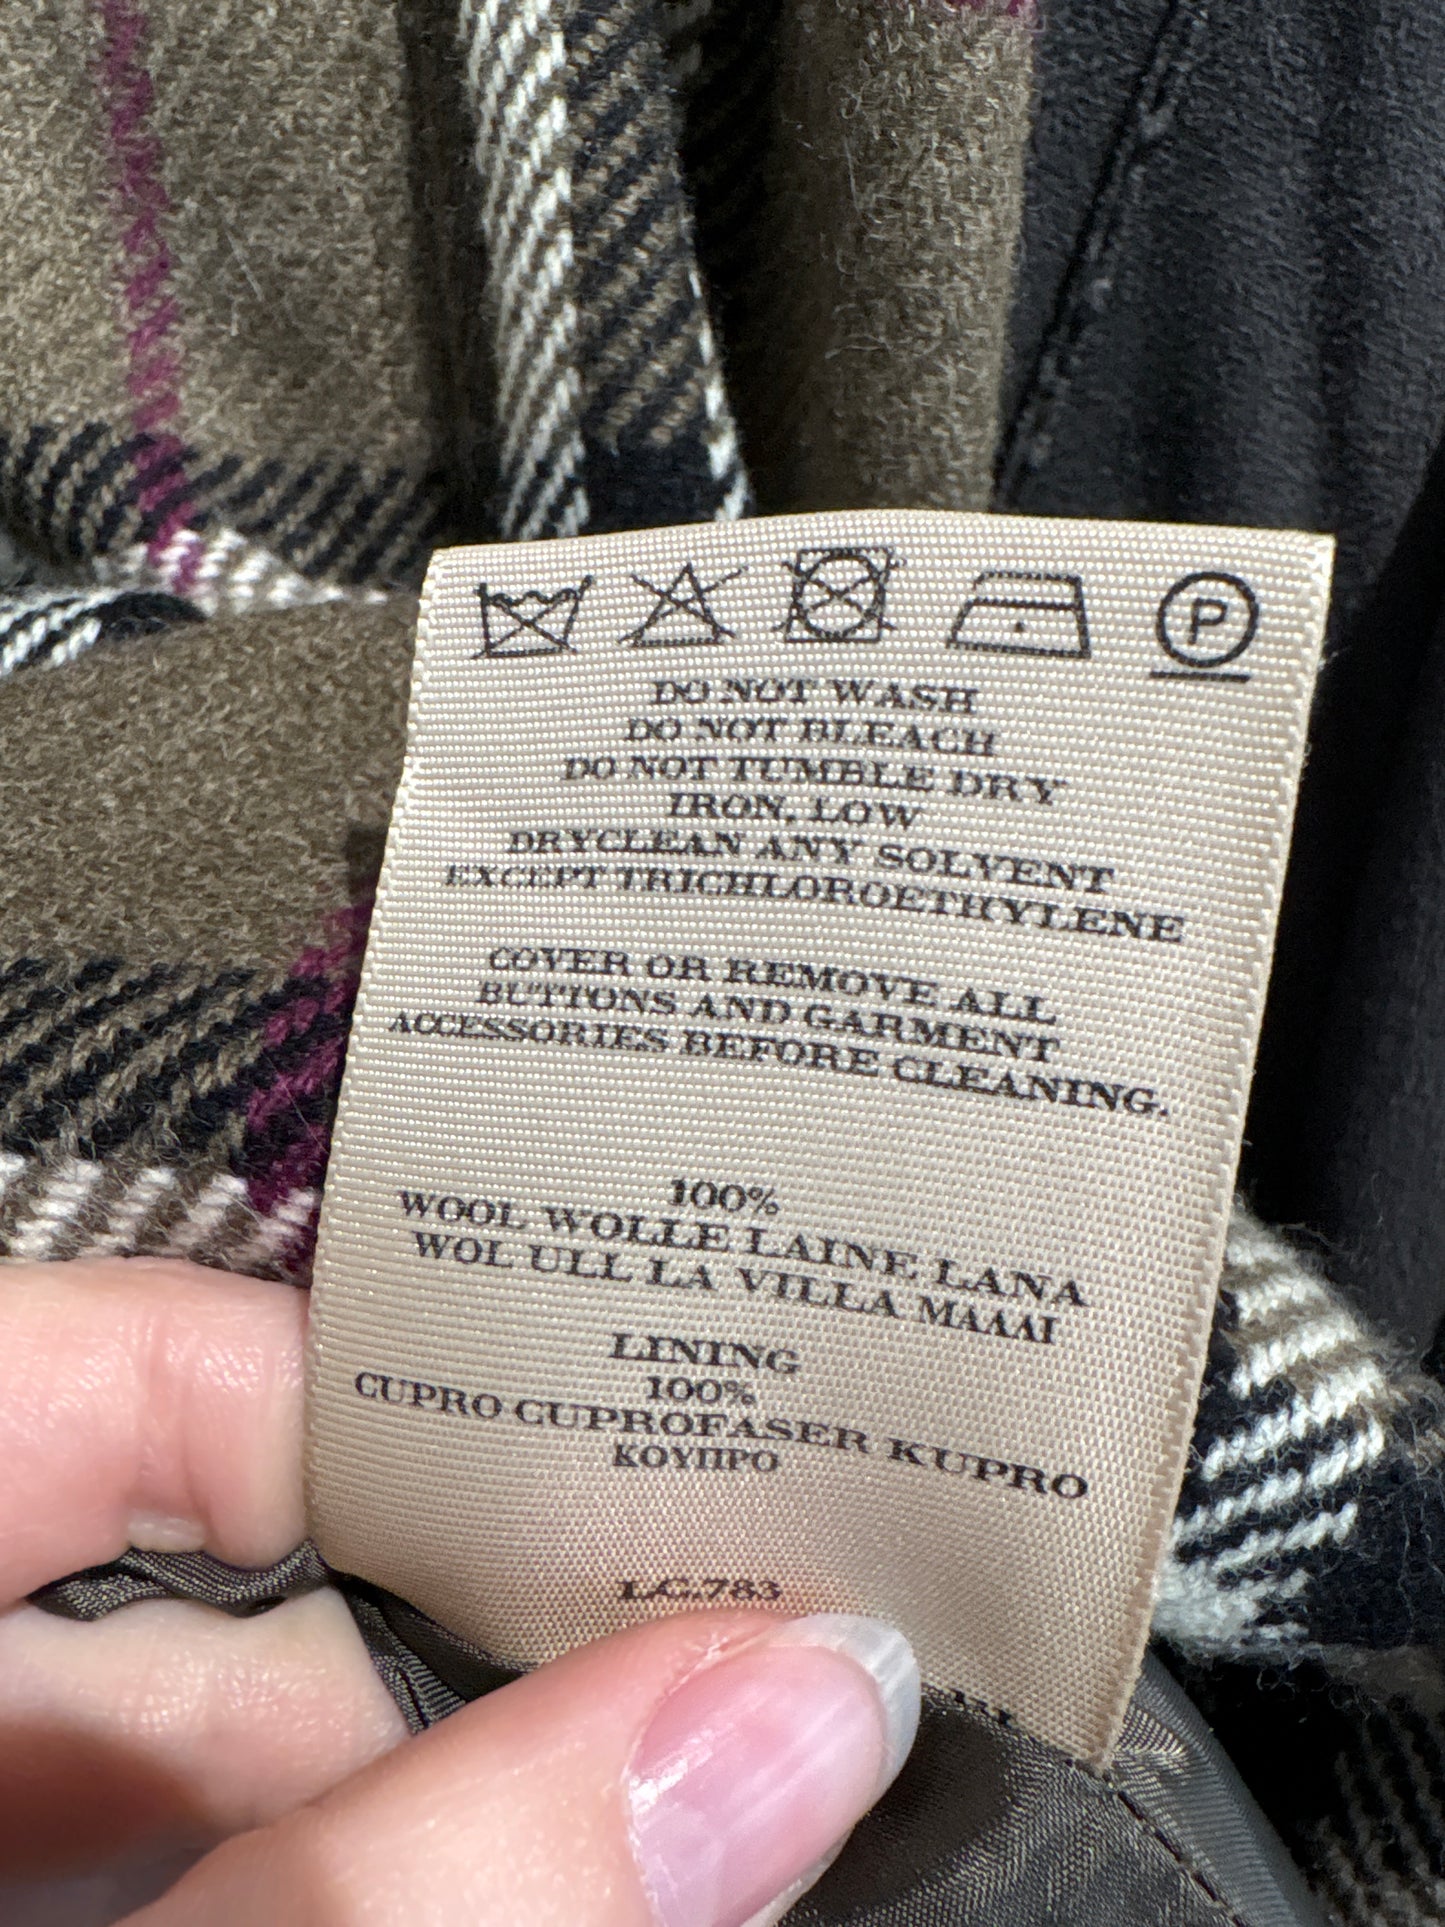 P
DO NOT WASH
DO NOT BLEACH
DO NOT TUMBLE DRY
IRON, LOW
DRYCLEAN ANY SOLVENT
EXCEPT TRICHLOROETHYLENE
COVER OR REMOVE ALL
BUTTONS AND GARMENT
ACCESSORIES BEFORE CLEANING.
100%
WOOL WOLLE LAINE LANA
WOL ULL LA VILLA ΜΑΛΛΙ
LINING
100%
CUPRO CUPROFASER KUPRO
ΚΟΥΠΡΟ
LC.783